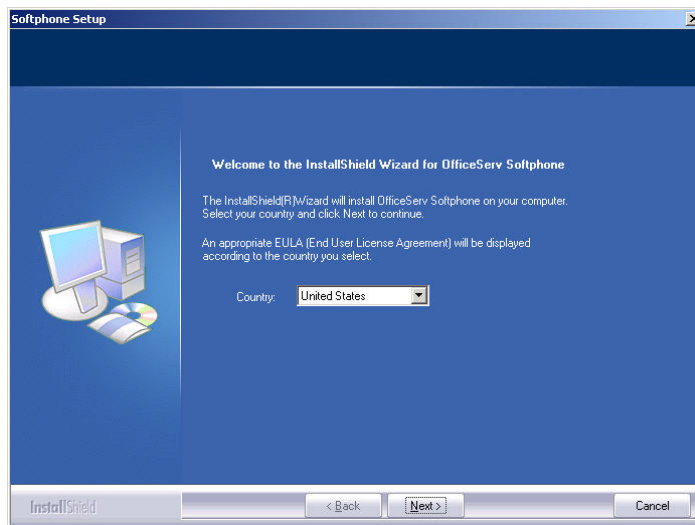 Softphone Setup
Welcome to the InstallShield Wizard for OfficeServ Softphone
The InstallShield(R)Wizard will install OfficeServ Softphone on your computer.
Select your country and click Next to continue.
An appropriate EULA (End User License Agreement) will be displayed
according to the country you select.
Country: United States
InstallShield < Back Next > Cancel